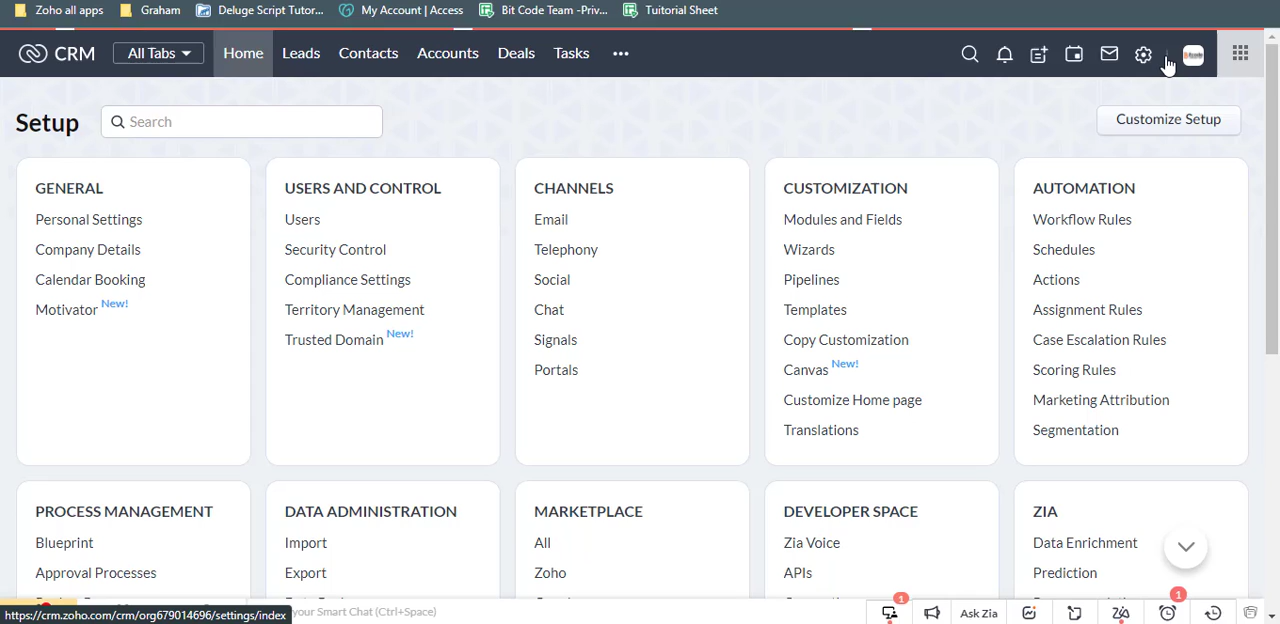 Zoho all apps Graham Deluge Script Tutor... My Account | Access Bit Code Team -Priv... Tuitorial Sheet
CRM All Tabs Home Leads Contacts Accounts Deals Tasks •••
Setup Search Customize Setup
GENERAL
Personal Settings
Company Details
Calendar Booking
Motivator New!
USERS AND CONTROL
Users
Security Control
Compliance Settings
Territory Management
Trusted Domain New!
CHANNELS
Email
Telephony
Social
Chat
Signals
Portals
CUSTOMIZATION
Modules and Fields
Wizards
Pipelines
Templates
Copy Customization
Canvas New!
Customize Home page
Translations
AUTOMATION
Workflow Rules
Schedules
Actions
Assignment Rules
Case Escalation Rules
Scoring Rules
Marketing Attribution
Segmentation
PROCESS MANAGEMENT
Blueprint
Approval Processes
DATA ADMINISTRATION
Import
Export
MARKETPLACE
All
Zoho
DEVELOPER SPACE
Zia Voice
APIs
ZIA
Data Enrichment
Prediction
https://crm.zoho.com/crm/org679014696/settings/index your Smart Chat (Ctrl+Space) 1 Ask Zia 1